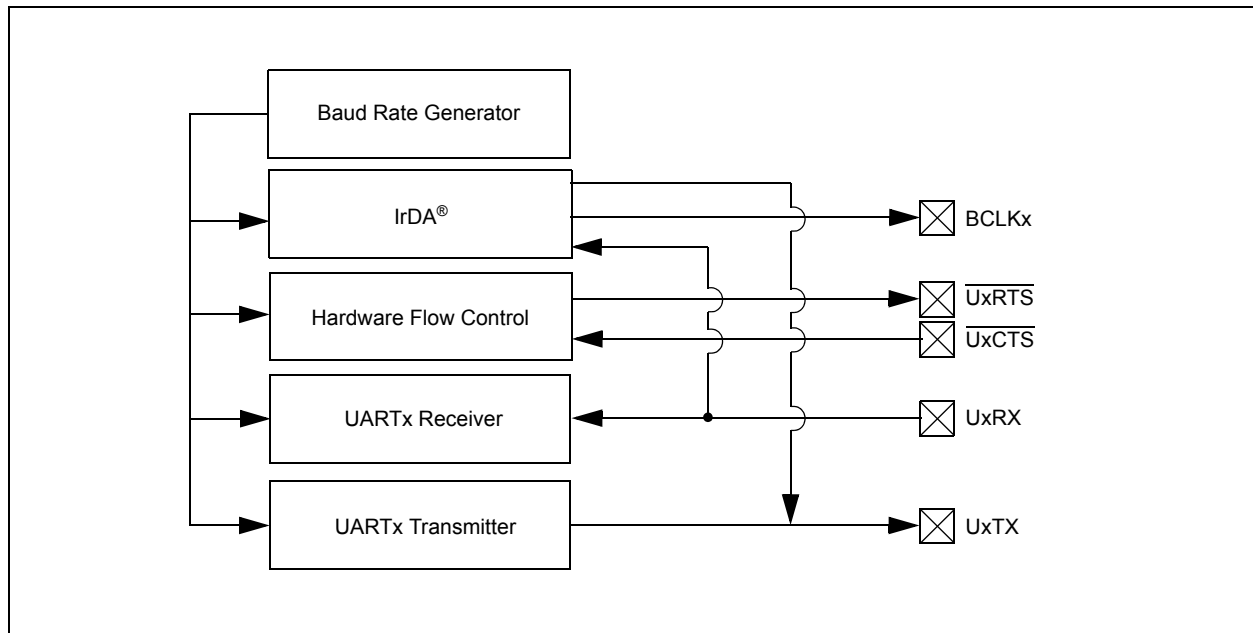 Baud Rate Generator
IrDA®
BCLKx
Hardware Flow Control
UxRTS
UxCTS
UARTx Receiver
UxRX
UARTx Transmitter
UxTX